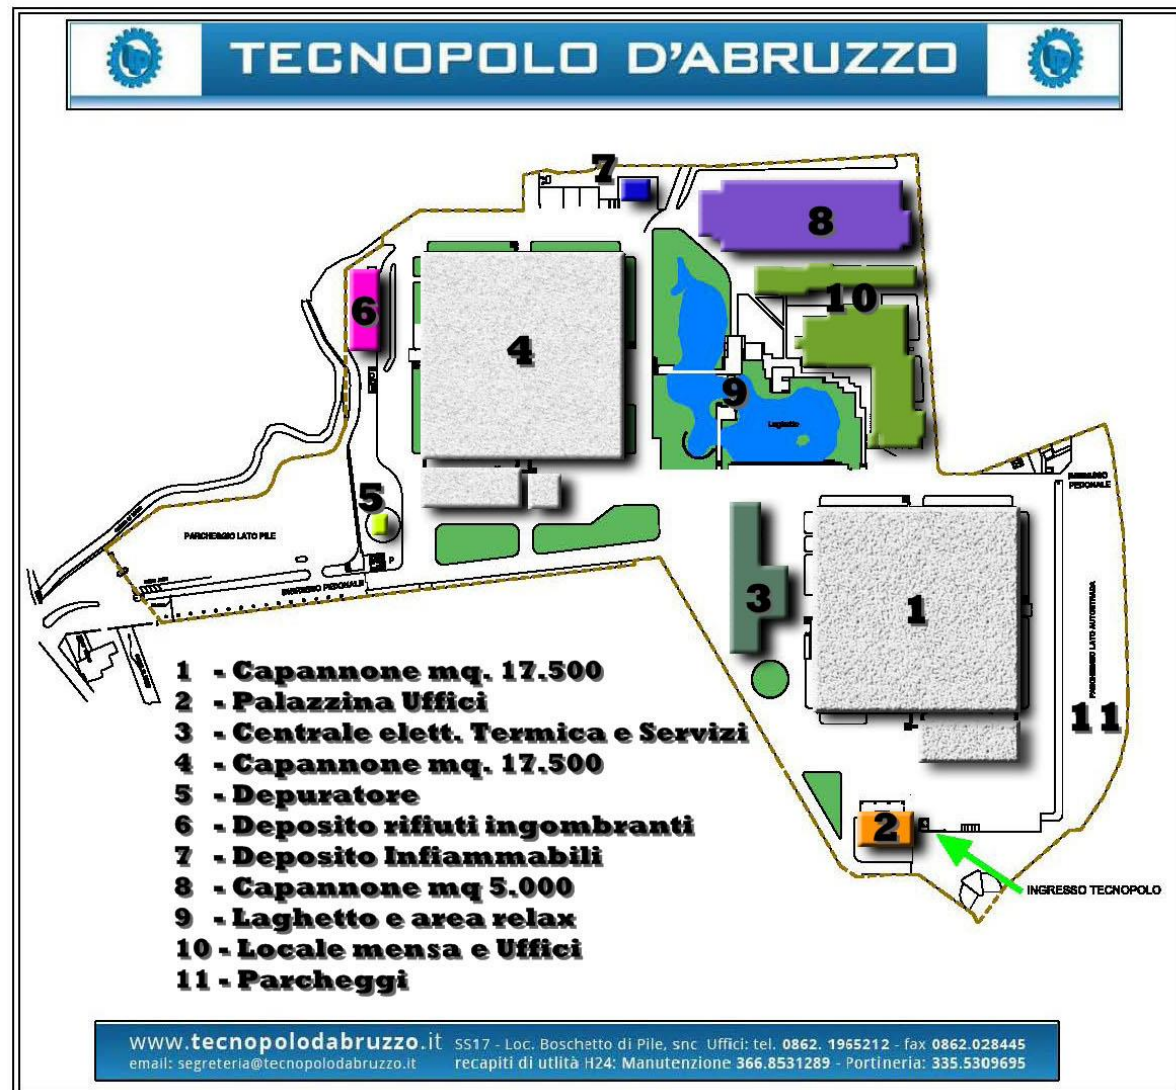 TECNOPOLO D'ABRUZZO
7
8
6
4
10
9
Laghetto
INGRESSO
PEDONALE
5
PARCHEGGIO LATO PILE
P
INGRESSO PEDONALE
3
1
PARCHEGGIO LATO AUTOSTRADA
11
2
INGRESSO TECNOPOLO
1 - Capannone mq. 17.500
2 - Palazzina Uffici
3 - Centrale elett. Termica e Servizi
4 - Capannone mq. 17.500
5 - Depuratore
6 - Deposito rifiuti ingombranti
7 - Deposito Infiammabili
8 - Capannone mq 5.000
9 - Laghetto e area relax
10 - Locale mensa e Uffici
11 - Parcheggi
www.tecnopolodabruzzo.it SS17 - Loc. Boschetto di Pile, snc Uffici: tel. 0862. 1965212 - fax 0862.028445
email: segreteria@tecnopolodabruzzo.it recapiti di utlità H24: Manutenzione 366.8531289 - Portineria: 335.5309695